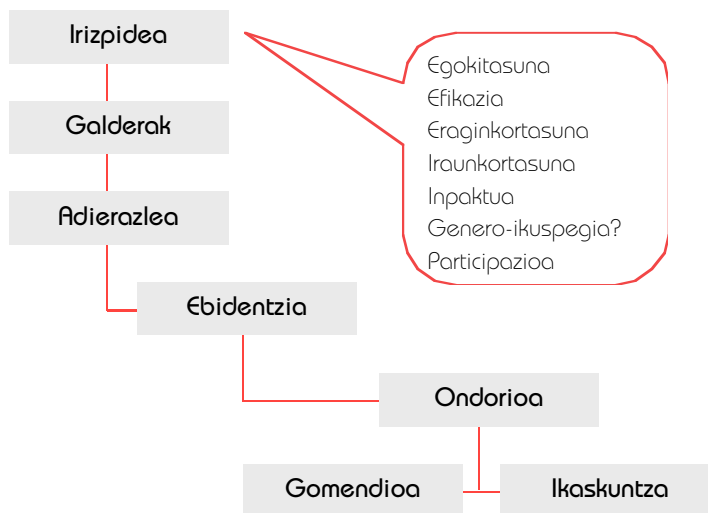 Irizpidea
Galderak
Adierazlea
Ebidentzia
Ondorioa
Gomendioa
Ikaskuntza
Egokitasuna
Efikazia
Eraginkortasuna
Iraunkortasuna
Inpaktua
Genero-ikuspegia?
Participazioa